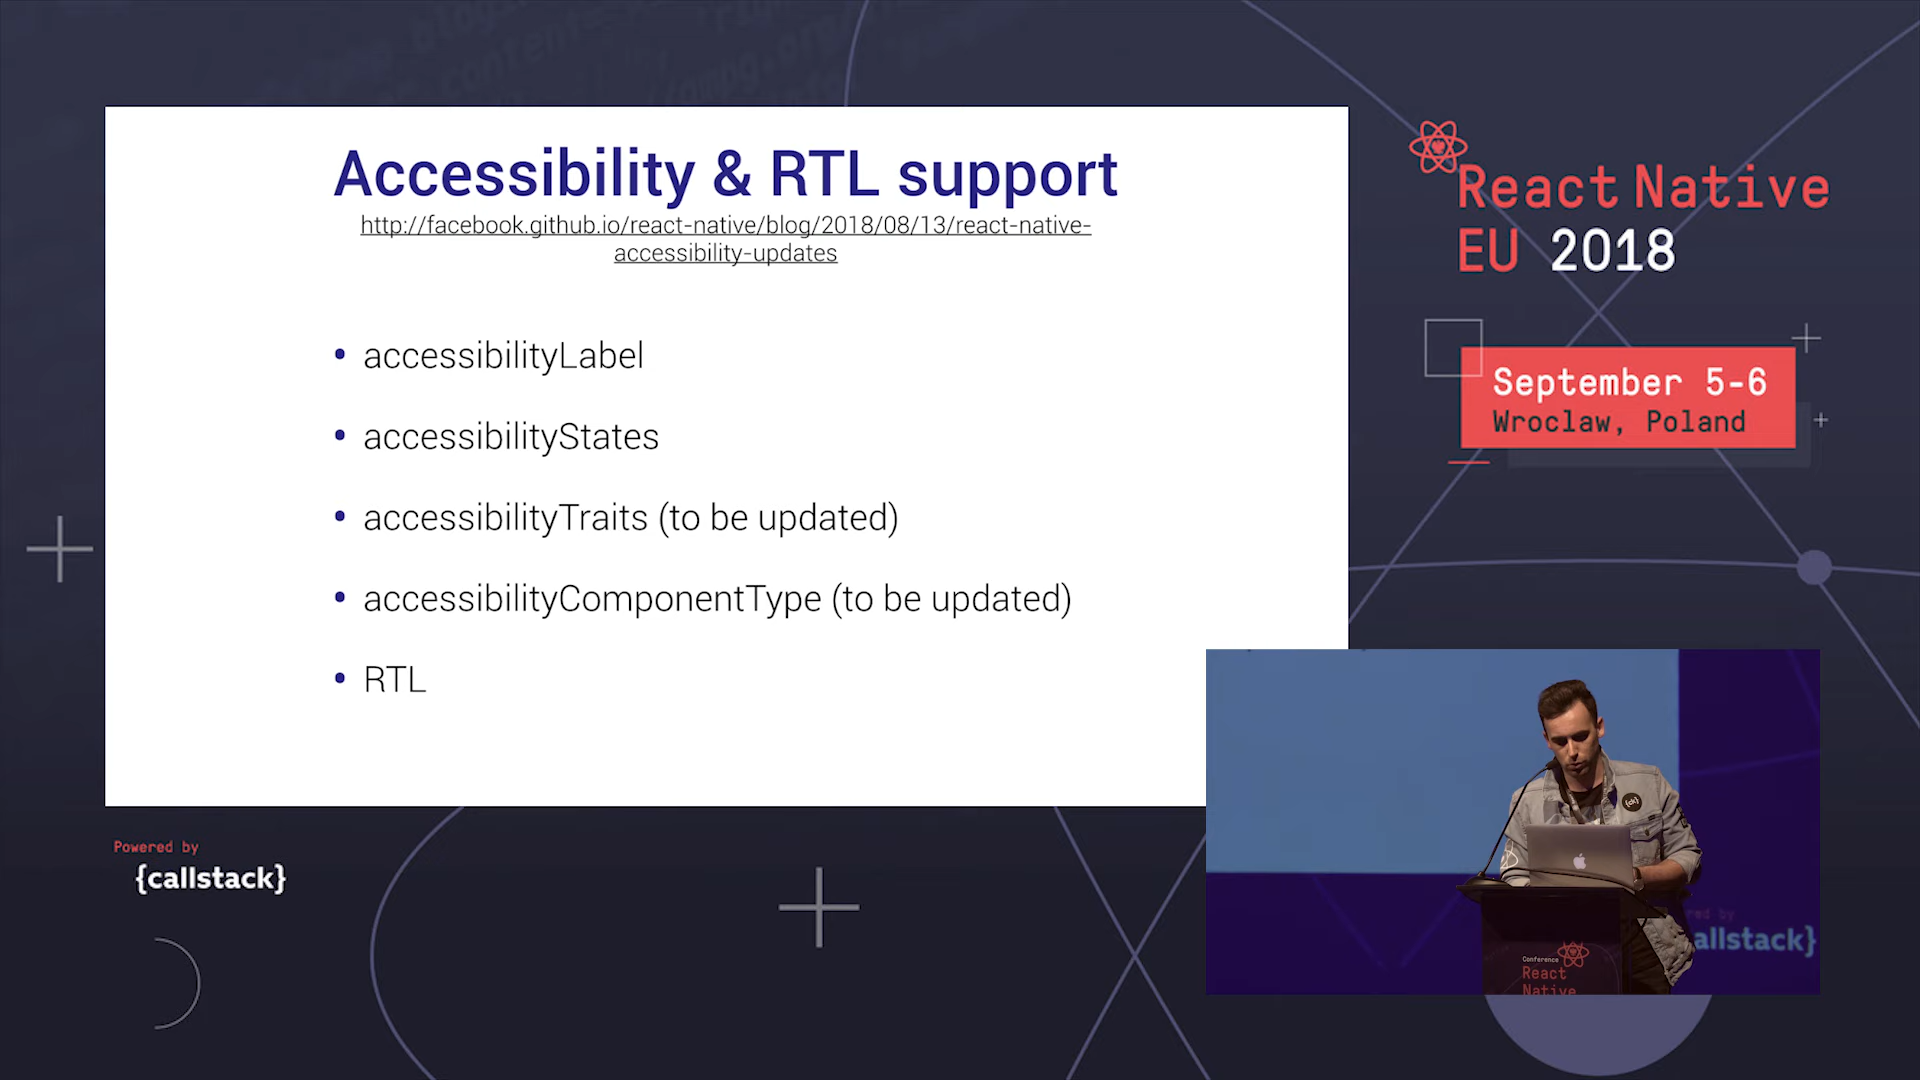 Accessibility & RTL support
http://facebook.github.io/react-native/blog/2018/08/13/react-native-
accessibility-updates
• accessibilityLabel
• accessibilityStates
• accessibilityTraits (to be updated)
• accessibilityComponentType (to be updated)
• RTL
React Native
EU 2018
September 5-6
Wroclaw, Poland
Powered by
{callstack}
allstack}
Conference
React
Native